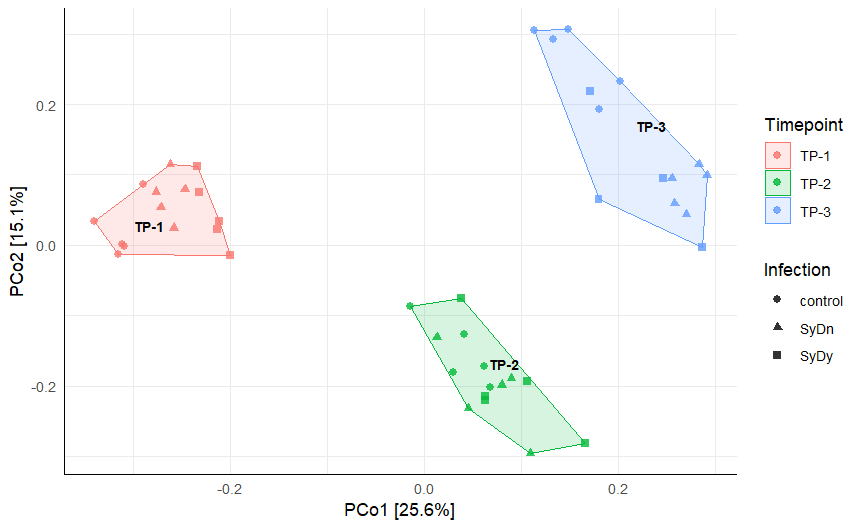 0.2
0.0
-0.2
PCo2 [15.1%]
TP-1
TP-2
TP-3
-0.2
0.0
0.2
PCo1 [25.6%]
Timepoint
TP-1
TP-2
TP-3
Infection
control
SyDn
SyDy